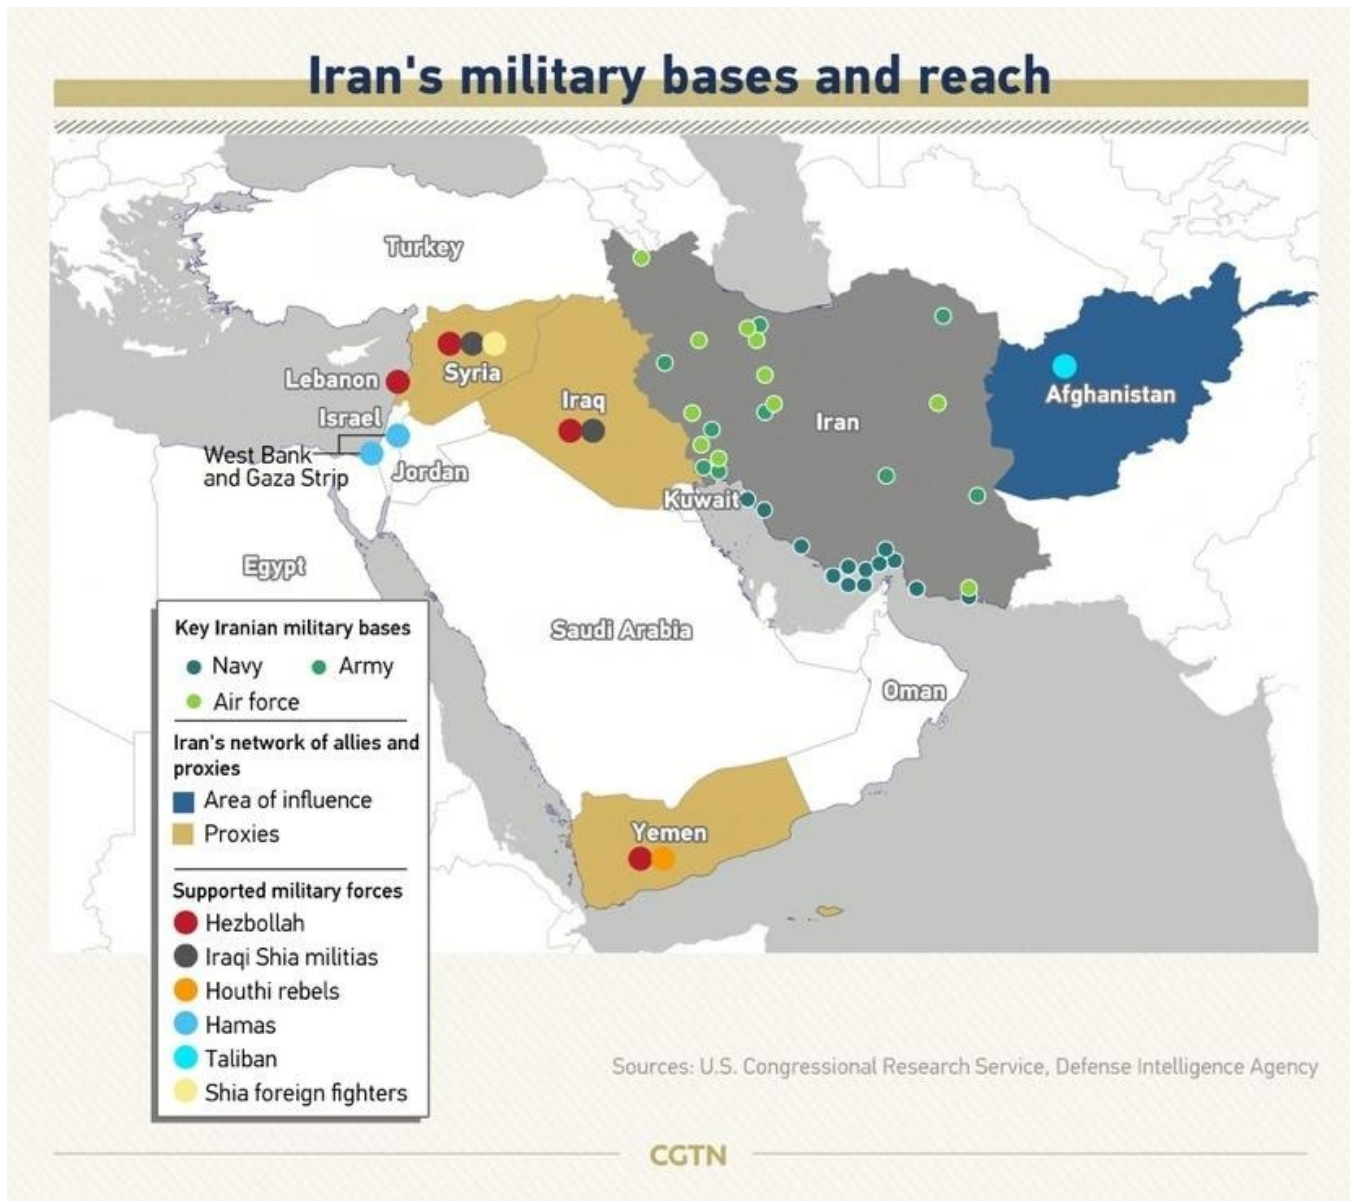 Iran's military bases and reach
Turkey
Lebanon
Syria
Israel
Iraq
Iran
Afghanistan
West Bank
and Gaza Strip
Jordan
Kuwait
Egypt
Saudi Arabia
Oman
Yemen
Key Iranian military bases
Navy
Army
Air force
Iran's network of allies and
proxies
Area of influence
Proxies
Supported military forces
Hezbollah
Iraqi Shia militias
Houthi rebels
Hamas
Taliban
Shia foreign fighters
Sources: U.S. Congressional Research Service, Defense Intelligence Agency
CGTN